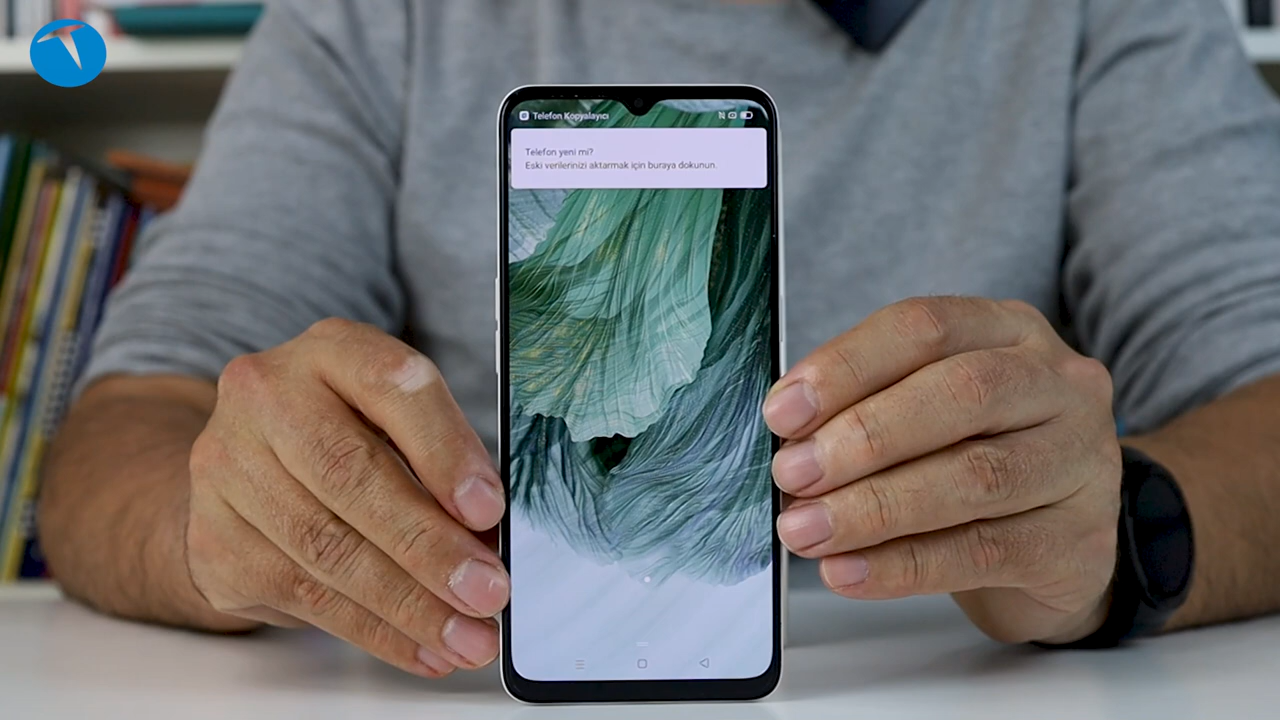 Telefon Kopyalayıcı
Telefon yeni mi?
Eski verilerinizi aktarmak için buraya dokunun.